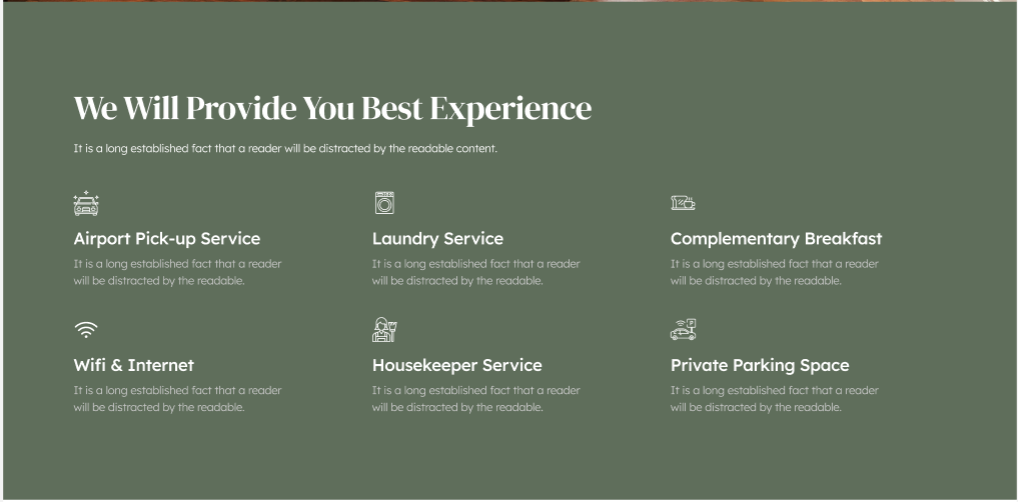 We Will Provide You Best Experience
It is a long established fact that a reader will be distracted by the readable content.
Airport Pick-up Service
It is a long established fact that a reader
will be distracted by the readable.
Laundry Service
It is a long established fact that a reader
will be distracted by the readable.
Complementary Breakfast
It is a long established fact that a reader
will be distracted by the readable.
Wifi & Internet
It is a long established fact that a reader
will be distracted by the readable.
Housekeeper Service
It is a long established fact that a reader
will be distracted by the readable.
Private Parking Space
It is a long established fact that a reader
will be distracted by the readable.